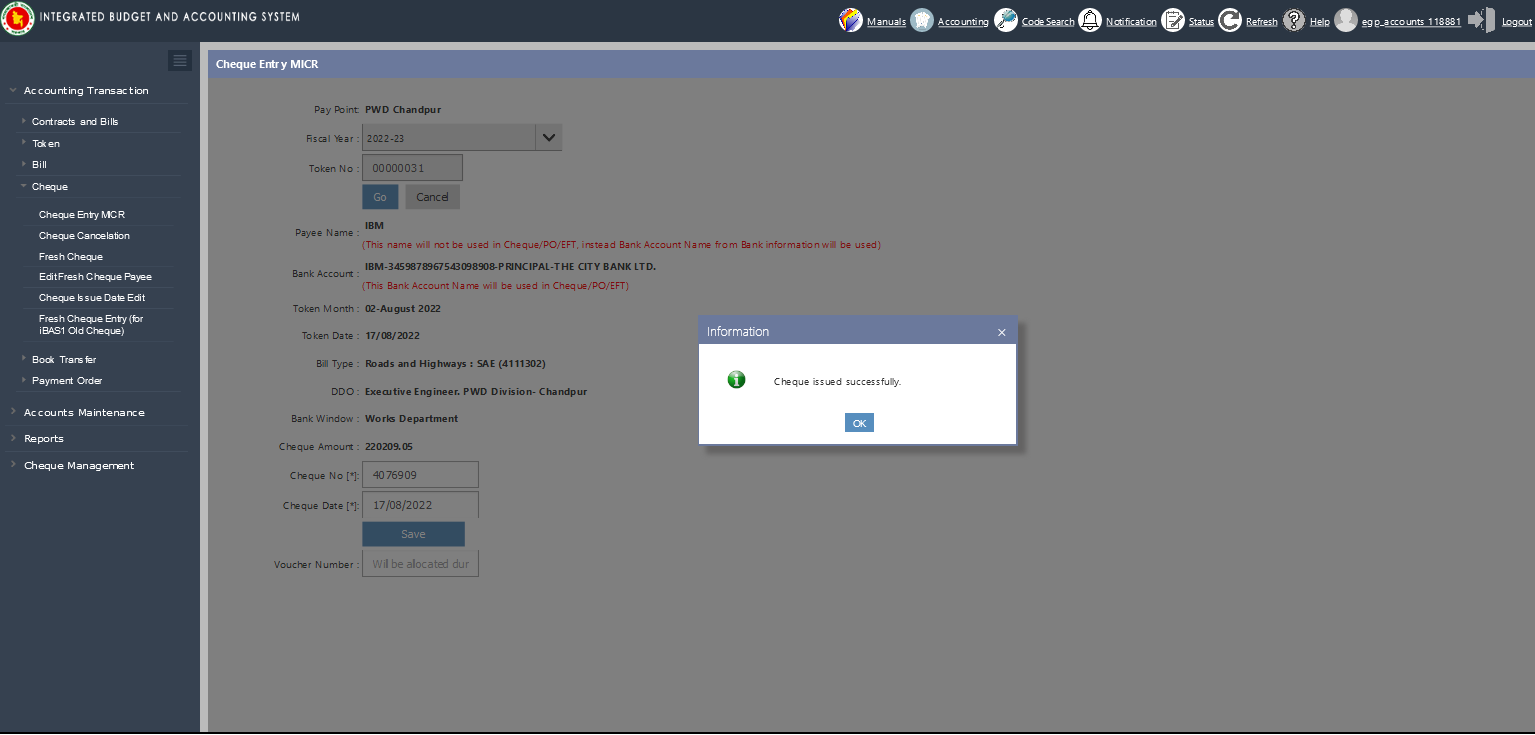 INTEGRATED BUDGET AND ACCOUNTING SYSTEM
Manuals Accounting Code Search Notification Status Refresh Help egp_accounts_118881 Logout
Accounting Transaction
Contracts and Bills
Token
Bill
Cheque
Cheque Entry MICR
Cheque Cancelation
Fresh Cheque
Edit Fresh Cheque Payee
Cheque Issue Date Edit
Fresh Cheque Entry (for
iBAS1 Old Cheque)
Book Transfer
Payment Order
Accounts Maintenance
Reports
Cheque Management
Cheque Entry MICR
Pay Point: PWD Chandpur
Fiscal Year : 2022-23
Token No : 00000031
Go Cancel
Payee Name : IBM
(This name will not be used in Cheque/PO/EFT, instead Bank Account Name from Bank information will be used)
Bank Account : IBM-3459878967543098908-PRINCIPAL-THE CITY BANK LTD.
(This Bank Account Name will be used in Cheque/PO/EFT)
Token Month : 02-August 2022
Token Date : 17/08/2022
Bill Type : Roads and Highways : SAE (4111302)
DDO : Executive Engineer. PWD Division- Chandpur
Bank Window : Works Department
Cheque Amount : 220209.05
Cheque No [*]: 4076909
Cheque Date [*]: 17/08/2022
Save
Voucher Number : Will be allocated dur
Information ×
Cheque issued successfully.
OK